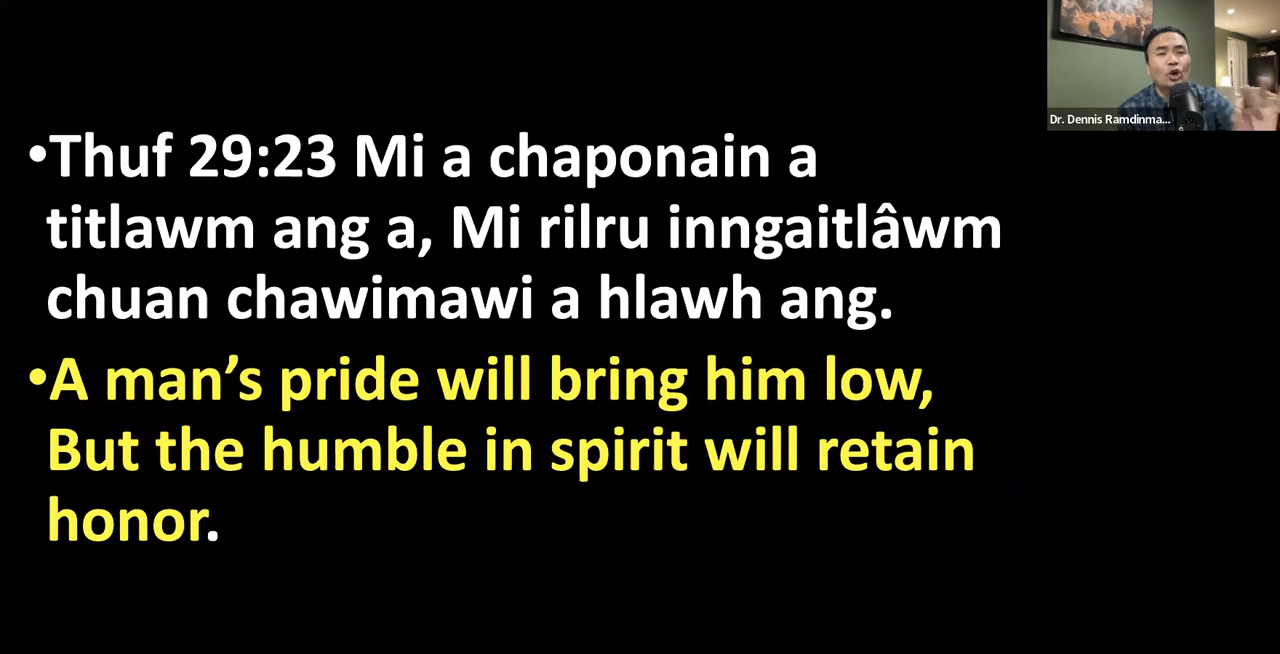 Dr. Dennis Ramdinma...
•Thuf 29:23 Mi a chaponain a
titlawm ang a, Mi rilru inngaitlâwm
chuan chawimawi a hlawh ang.
•A man’s pride will bring him low,
But the humble in spirit will retain
honor.